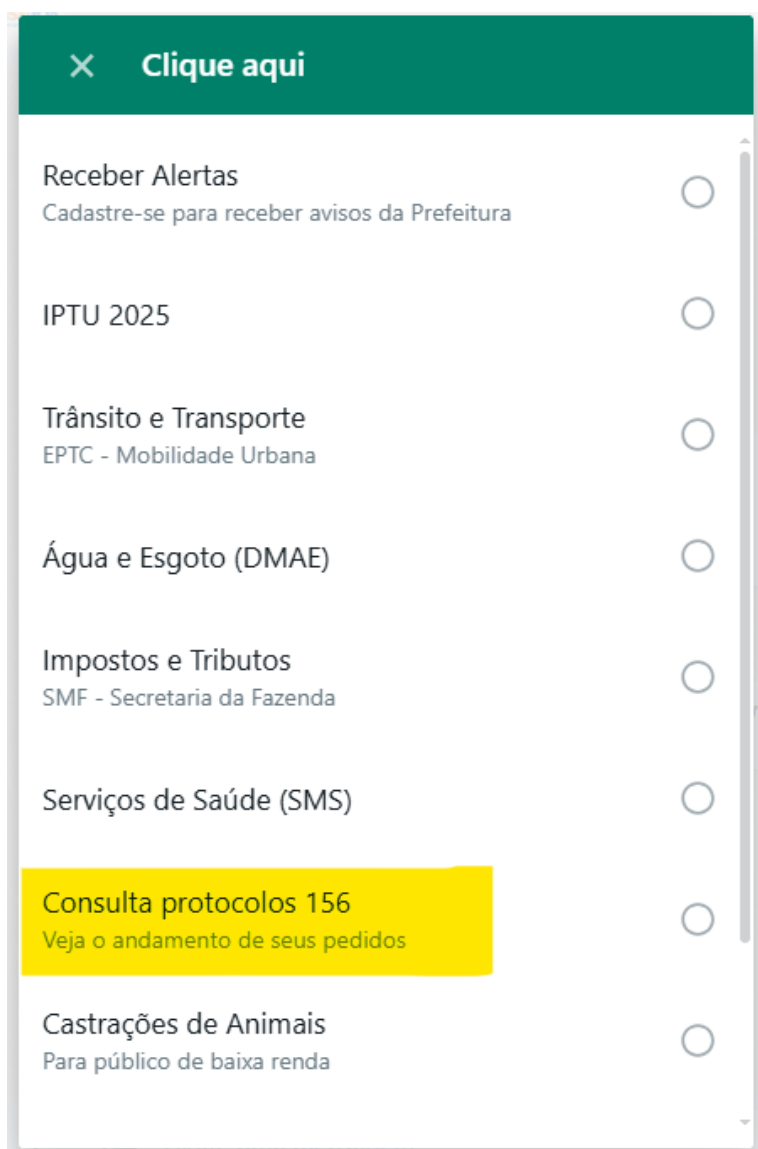 Clique aqui
Receber Alertas
Cadastre-se para receber avisos da Prefeitura
IPTU 2025
Trânsito e Transporte
EPTC - Mobilidade Urbana
Água e Esgoto (DMAE)
Impostos e Tributos
SMF - Secretaria da Fazenda
Serviços de Saúde (SMS)
Consulta protocolos 156
Veja o andamento de seus pedidos
Castrações de Animais
Para público de baixa renda